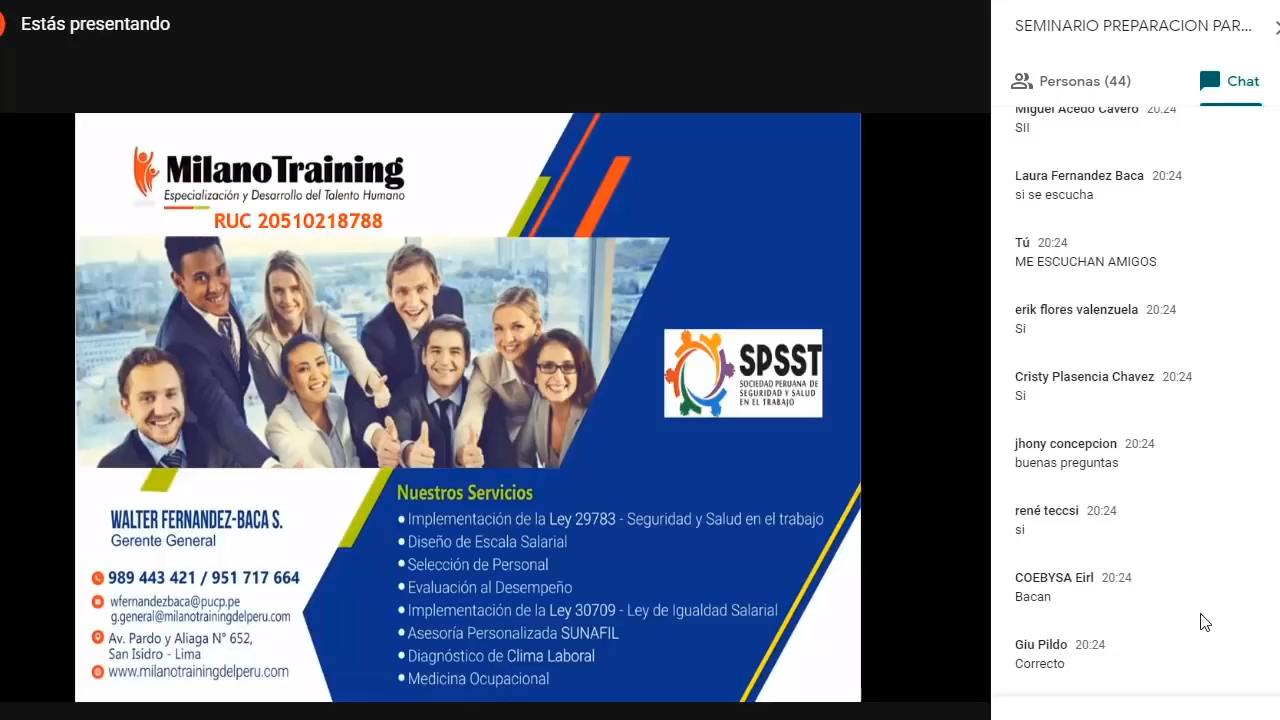 Estás presentando
SEMINARIO PREPARACION PAR...
Personas (44)
Chat
Miguel Acedo Cavero 20:24
SII
Laura Fernandez Baca 20:24
si se escucha
Tú 20:24
ME ESCUCHAN AMIGOS
erik flores valenzuela 20:24
Si
Cristy Plasencia Chavez 20:24
Sí
jhony concepcion 20:24
buenas preguntas
rené teccsi 20:24
si
COEBYSA Eirl 20:24
Bacan
Giu Pildo 20:24
Correcto
Milano Training
Especialización y Desarrollo del Talento Humano
RUC 20510218788
SPSST
SOCIEDAD PERUANA DE
SEGURIDAD Y SALUD
EN EL TRABAJO
WALTER FERNANDEZ-BACA S.
Gerente General
989 443 421 / 951 717 664
wfernandezbaca@pucp.pe
g.general@milanotrainingdelperu.com
Av. Pardo y Aliaga N° 652,
San Isidro - Lima
www.milanotrainingdelperu.com
Nuestros Servicios
• Implementación de la Ley 29783 - Seguridad y Salud en el trabajo
• Diseño de Escala Salarial
• Selección de Personal
• Evaluación al Desempeño
• Implementación de la Ley 30709 - Ley de Igualdad Salarial
• Asesoría Personalizada SUNAFIL
• Diagnóstico de Clima Laboral
• Medicina Ocupacional